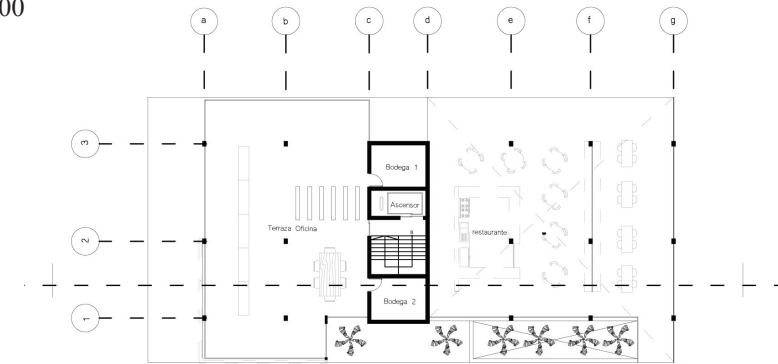 00
a b c d e f g
3
Bodega 1
Ascensor
Terraza Oficina
restaurante
2
Bodega 2
1